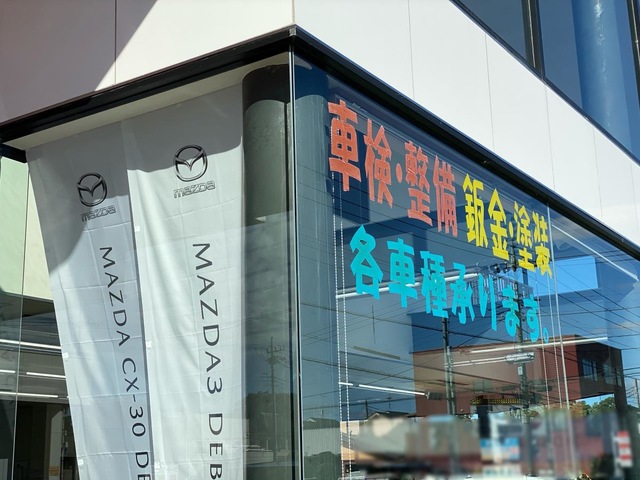 mazda
MAZDA CX-30 DE
mazda
MAZDA3 DEB
車検・整備 鈑金・塗装
各車種承ります。